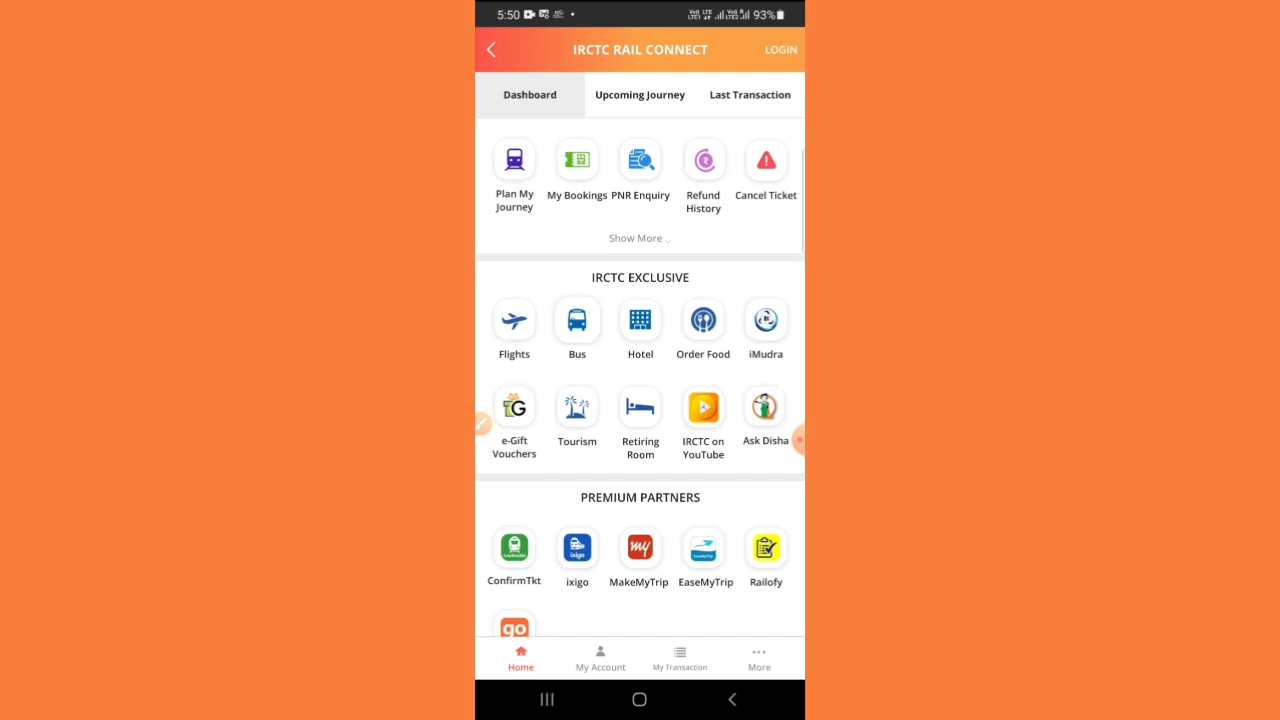 5:50
93%
IRCTC RAIL CONNECT
LOGIN
Dashboard
Upcoming Journey
Last Transaction
Plan My
Journey
My Bookings
PNR Enquiry
Refund
History
Cancel Ticket
Show More
IRCTC EXCLUSIVE
Flights
Bus
Hotel
Order Food
iMudra
e-Gift
Vouchers
Tourism
Retiring
Room
IRCTC on
YouTube
Ask Disha
PREMIUM PARTNERS
ConfirmTkt
ixigo
MakeMyTrip
EaseMyTrip
Railofy
go
Home
My Account
My Transaction
More